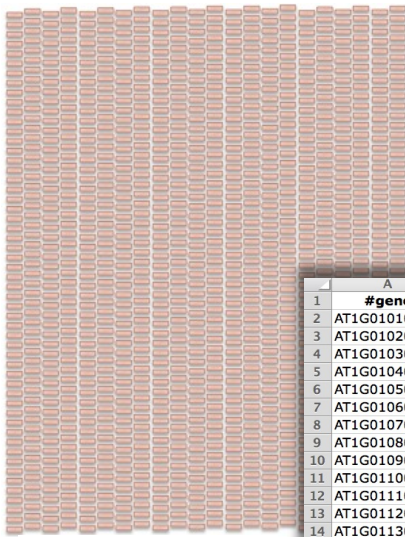 A
1 #gen
2 AT1G0101
3 AT1G0102
4 AT1G0103
5 AT1G0104
6 AT1G0105
7 AT1G0106
8 AT1G0107
9 AT1G0108
10 AT1G0109
11 AT1G0110
12 AT1G0111
13 AT1G0112
14 AT1G0113